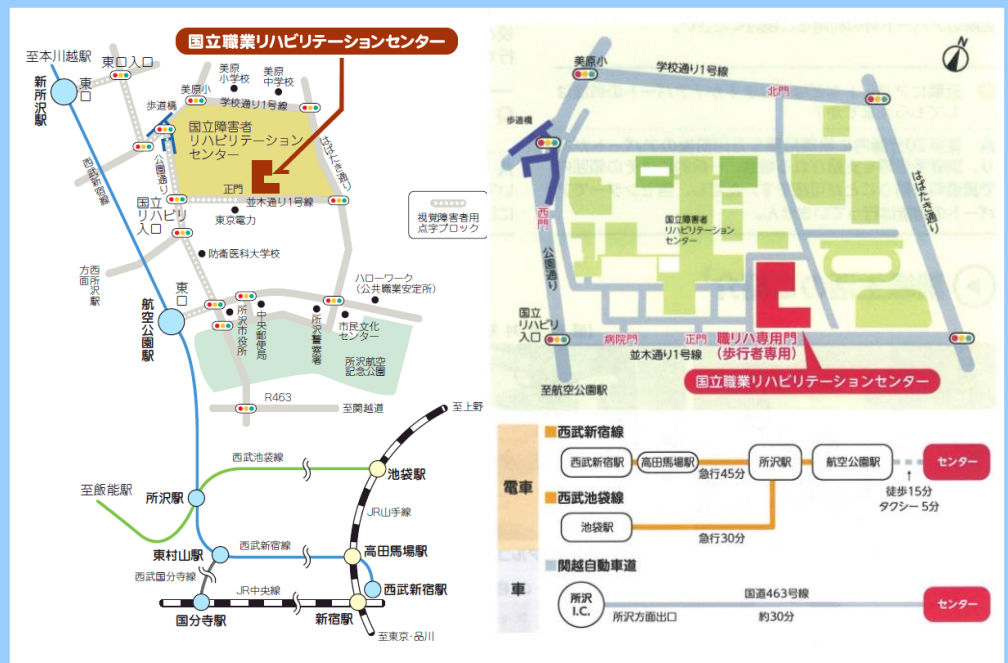 国立職業リハビリテーションセンター
至本川越駅
東口入口
新所沢駅
東口
美原小学校
美原中学校
美原小
学校通り1号線
歩道橋
国立障害者
リハビリテーション
センター
はばたき通り
公園通り
西武新宿線
正門
並木通り1号線
国立
リハビリ
入口
東京電力
視覚障害者用
点字ブロック
防衛医科大学校
西所沢駅
方面
東口
航空公園駅
ハローワーク
(公共職業安定所)
所沢市役所
中央郵便局
所沢警察署
市民文化
センター
所沢航空
記念公園
R463
至関越道
至上野
西武池袋線
池袋駅
至飯能駅
所沢駅
JR山手線
東村山駅
西武新宿線
高田馬場駅
西武国分寺線
JR中央線
西武新宿駅
国分寺駅
新宿駅
至東京・品川
N
美原小
学校通り1号線
北門
歩道橋
西門
国立障害者
リハビリテーション
センター
はばたき通り
公園通り
国立
リハビリ
入口
病院門
正門
職リハ専用門
(歩行者専用)
並木通り1号線
至航空公園駅
国立職業リハビリテーションセンター
電車
西武新宿線
西武新宿駅
高田馬場駅
急行45分
所沢駅
航空公園駅
センター
徒歩15分
タクシー 5分
西武池袋線
池袋駅
急行30分
車
関越自動車道
所沢
I.C.
所沢方面出口
国道463号線
約30分
センター